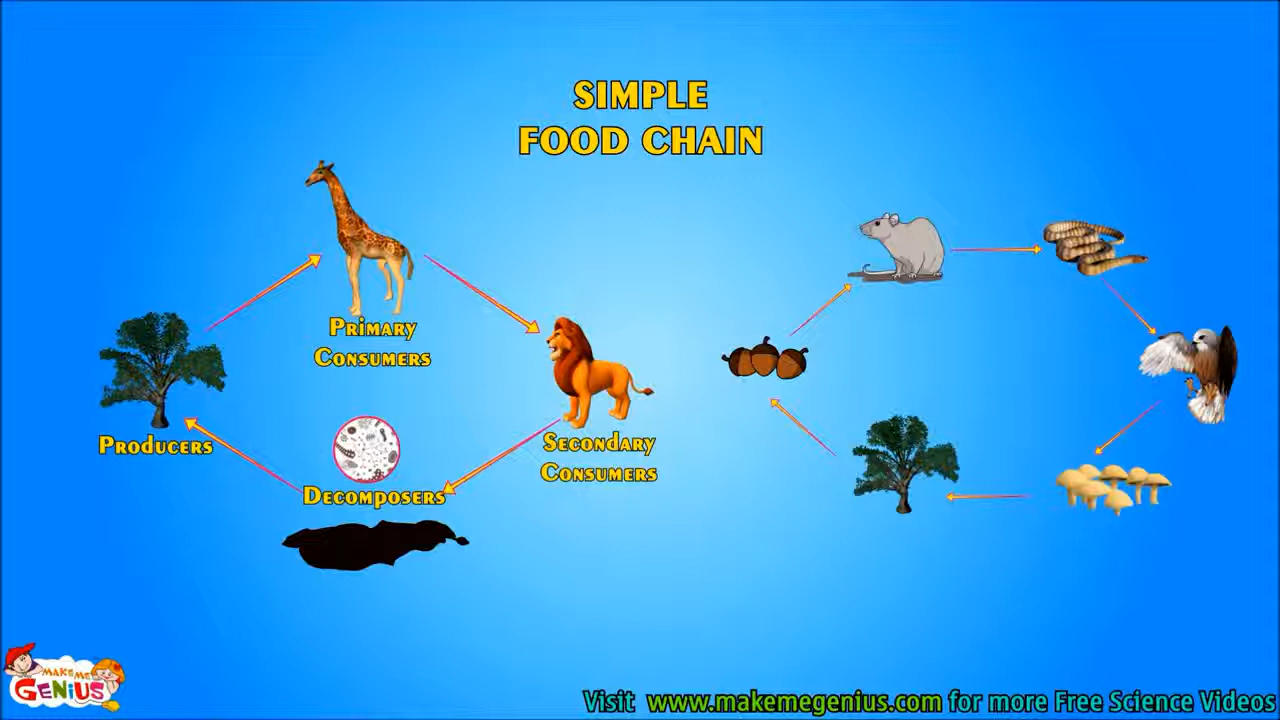 SIMPLE
FOOD CHAIN
PRIMARY
CONSUMERS
PRODUCERS
SECONDARY
CONSUMERS
DECOMPOSERS
MAKE ME
GENiUS
Visit www.makemegenius.com for more Free Science Videos